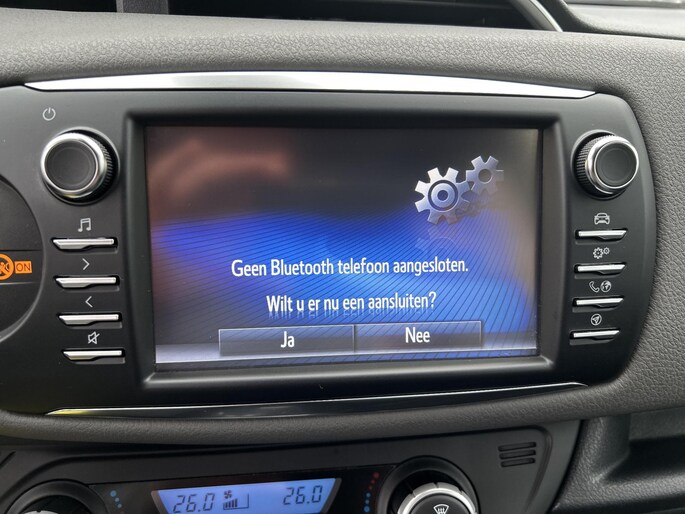 Geen Bluetooth telefoon aangesloten.
Wilt u er nu een aansluiten?
Ja
Nee
ON
26.0
26.0